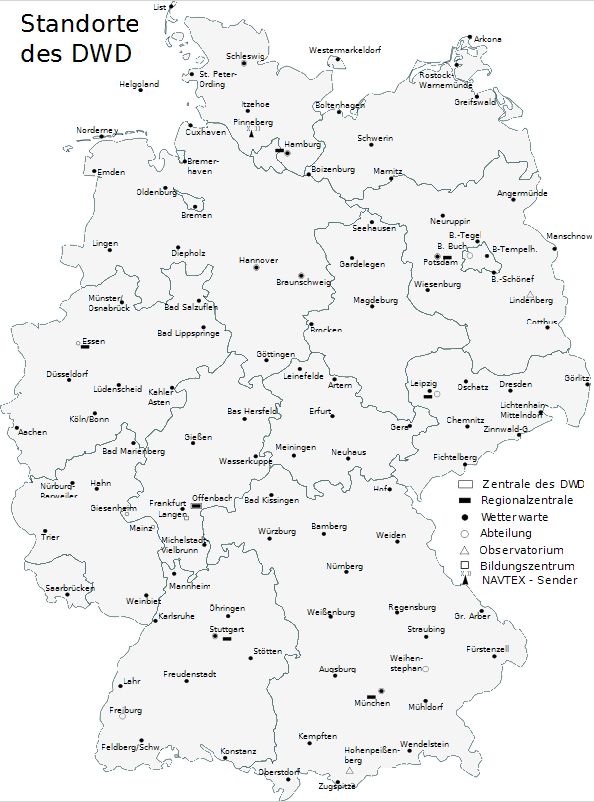 Standorte
des DWD
List
Arkona
Westermarkeldorf
Schleswig
St. Peter-
Ording
Rostock-
Warnemünde
Greifswald
Helgoland
Itzehoe
Boltenhagen
Pinneberg
Cuxhaven
Norderney
Hamburg
Schwerin
Bremer-
haven
Emden
Boizenburg
Marnitz
Oldenburg
Bremen
Angermünde
Neuruppin
Seehausen
B.-Tegel
Manschnow
Lingen
Diepholz
B. Buch
B-Tempelh.
Hannover
Gardelegen
Potsdam
Braunschweig
B.-Schönef
Wiesenburg
Münster/
Osnabrück
Bad Salzuflen
Magdeburg
Lindenberg
Cottbus
Bad Lippspringe
Brocken
Essen
Göttingen
Leinefelde
Artern
Düsseldorf
Lüdenscheid
Kahler
Asten
Leipzig
Oschatz
Dresden
Görlitz
Köln/Bonn
Bas Hersfeld
Erfurt
Lichtenhain-
Mittelndorf
Aachen
Gera
Chemnitz
Zinnwald-G.
Gießen
Bad Marienberg
Wasserkuppe
Meiningen
Neuhaus
Fichtelberg
Nürburg-
Barweiler
Hahn
Hof
Offenbach
Bad Kissingen
Giesenheim
Frankfurt
Langen
Mainz
Trier
Michelstadt
Vielbrunn
Würzburg
Bamberg
Weiden
Zentrale des DWD
Regionalzentrale
Wetterwarte
Abteilung
Observatorium
Bildungszentrum
NAVTEX - Sender
Nürnberg
Saarbrücken
Mannheim
Weinbiet
Karlsruhe
Öhringen
Weißenburg
Regensburg
Gr. Arber
Stuttgart
Straubing
Stötten
Fürstenzell
Weihen-
stephan
Lahr
Freudenstadt
Augsburg
München
Mühldorf
Freiburg
Feldberg/Schw.
Konstanz
Kempften
Hohenpeißen-
berg
Wendelstein
Oberstdorf
Zugspitze